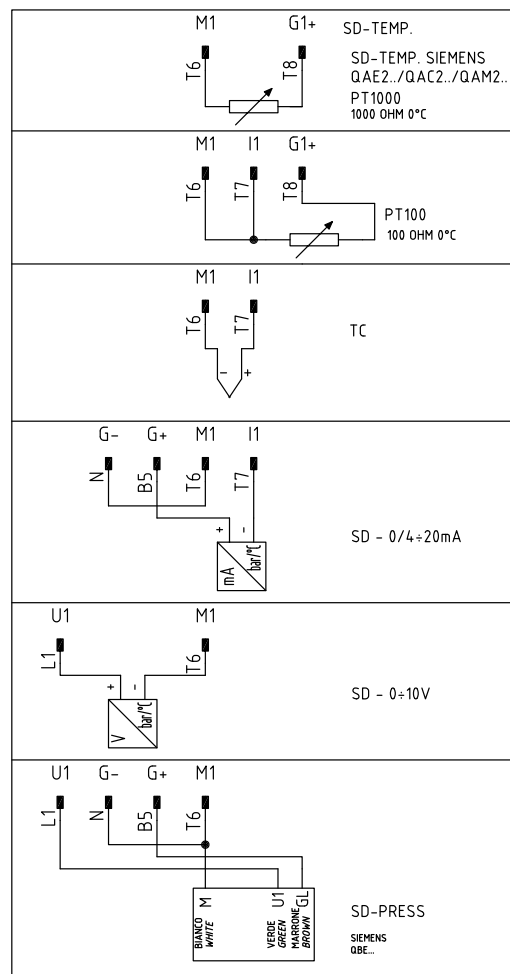 M1 G1+ SD-TEMP.
T6 T8 SD-TEMP. SIEMENS
QAE2../QAC2../QAM2..
PT1000
1000 OHM 0°C
M1 I1 G1+
T6 T7 T8
PT100
100 OHM 0°C
M1 I1
T6 T7
TC
- +
G- G+ M1 I1
N B5 T6 T7
+ -
mA bar/°C
SD - 0/4÷20mA
U1 M1
L1 T6
+ -
V bar/°C
SD - 0÷10V
U1 G- G+ M1
L1 N B5 T6
M U1 GL
BIANCO VERDE MARRONE
WHITE GREEN BROWN
SD-PRESS
SIEMENS
QBE...